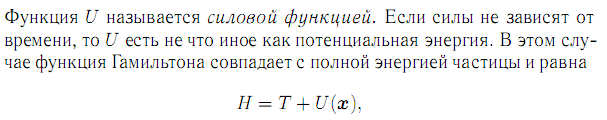 Функция U называется силовой функцией. Если силы не зависят от
времени, то U есть не что иное как потенциальная энергия. В этом слу-
чае функция Гамильтона совпадает с полной энергией частицы и равна
H = T + U(x),